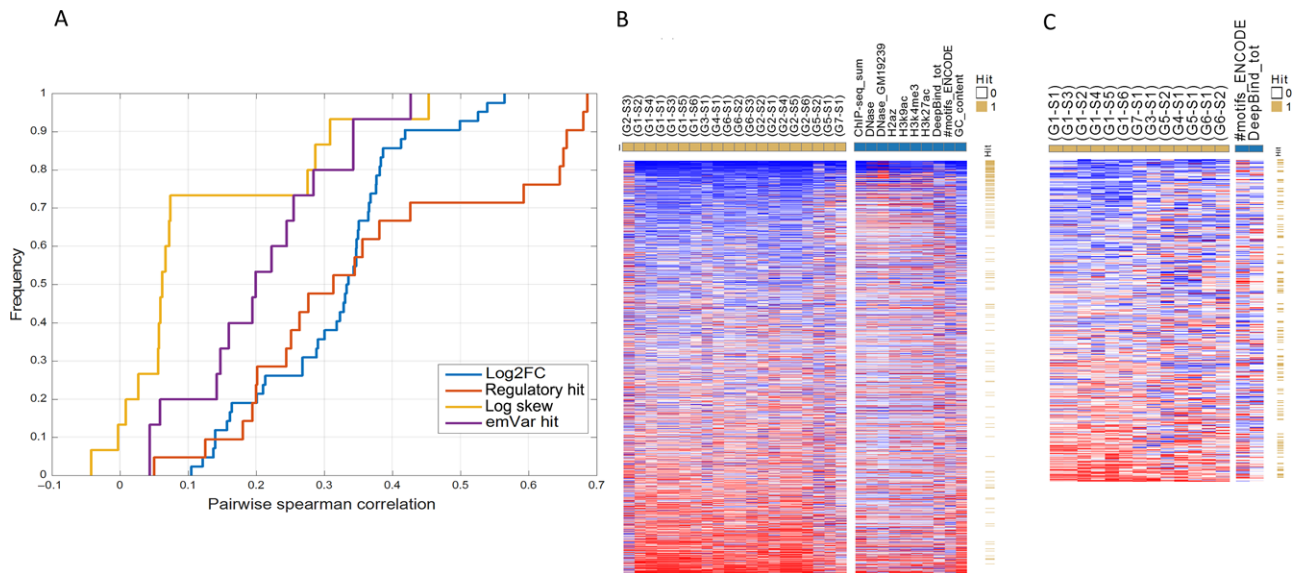 A
Frequency
1
0.9
0.8
0.7
0.6
0.5
0.4
0.3
0.2
0.1
0
−0.1 0 0.1 0.2 0.3 0.4 0.5 0.6 0.7
Pairwise spearman correlation
Log2FC
Regulatory hit
Log skew
emVar hit
B
(G2-S3)
(G1-S2)
(G1-S4)
(G1-S1)
(G1-S3)
(G1-S5)
(G1-S6)
(G3-S1)
(G4-S1)
(G6-S1)
(G6-S2)
(G6-S3)
(G2-S2)
(G2-S1)
(G2-S4)
(G2-S5)
(G2-S6)
(G5-S2)
(G5-S1)
(G7-S1)
ChIP-seq_sum
DNase
DNase_GM19239
H2az
H3k9ac
H3k4me3
H3k27ac
DeepBind_tot
#motifs_ENCODE
GC_content
Hit
0
1
Hit
C
(G1-S1)
(G1-S3)
(G1-S2)
(G1-S4)
(G1-S5)
(G1-S6)
(G7-S1)
(G3-S1)
(G5-S2)
(G4-S1)
(G5-S1)
(G6-S1)
(G6-S2)
#motifs_ENCODE
DeepBind_tot
Hit
0
1
Hit